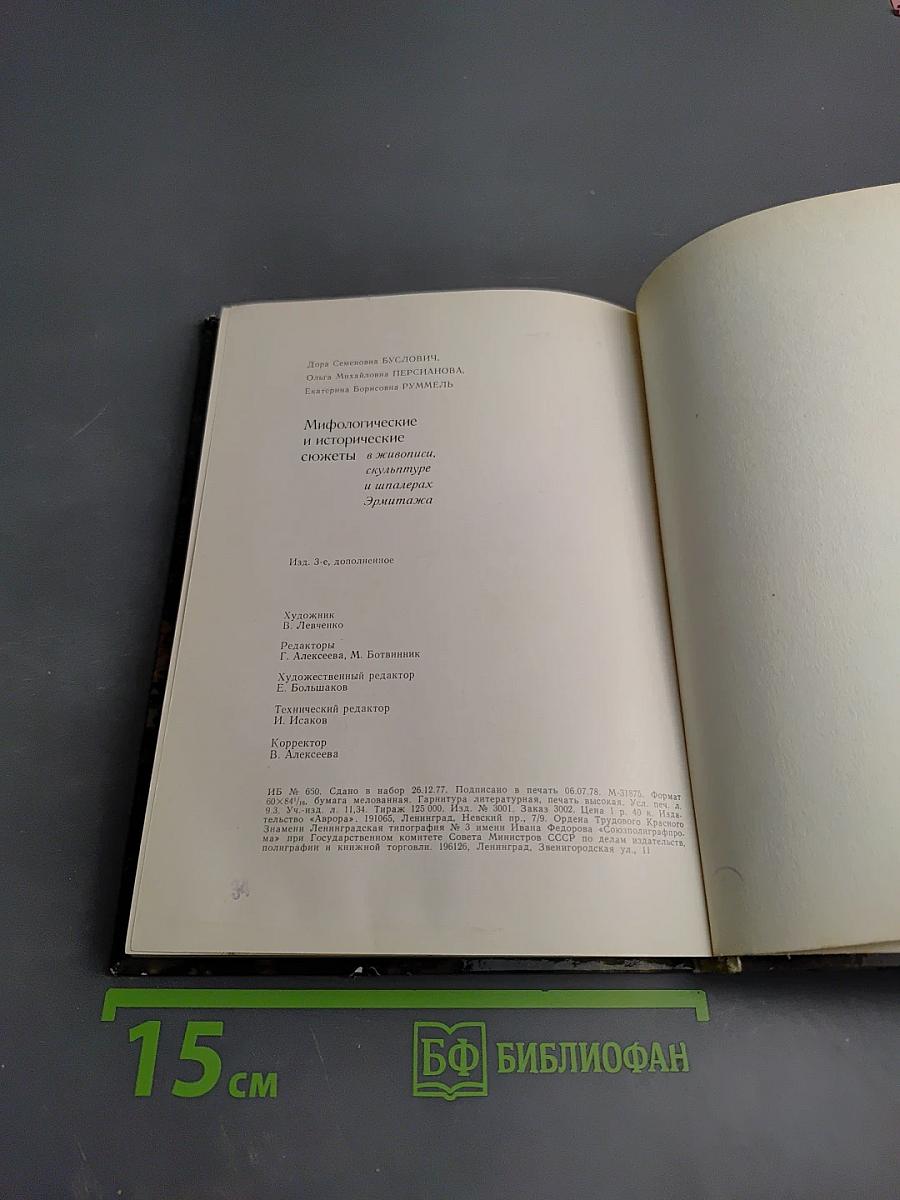 Дора Семеновна БУСЛОВИЧ,
Ольга Михайловна ПЕРСИАНОВА,
Екатерина Борисовна РУММЕЛЬ
Мифологические
и исторические
сюжеты в живописи,
скульптуре
и шпалерах
Эрмитажа
Изд. 3-е, дополненное
Художник
В. Левченко
Редакторы
Г. Алексеева, М. Ботвинник
Художественный редактор
Е. Большаков
Технический редактор
И. Исаков
Корректор
В. Алексеева
ИБ № 650. Сдано в набор 26.12.77. Подписано в печать 06.07.78. М-31875. Формат
60×84¹/₁₆, бумага мелованная. Гарнитура литературная, печать высокая. Усл. печ. л.
9.3. Уч.-изд. л. 11,34. Тираж 125 000. Изд. № 3001. Заказ 3002. Цена 1 р. 40 к. Изда-
тельство «Аврора». 191065, Ленинград, Невский пр., 7/9. Ордена Трудового Красного
Знамени Ленинградская типография № 3 имени Ивана Федорова «Союзполиграфпро-
ма» при Государственном комитете Совета Министров СССР по делам издательств,
полиграфии и книжной торговли. 196126, Ленинград, Звенигородская ул., 11
34
15 см
БФ БИБЛИОФАН